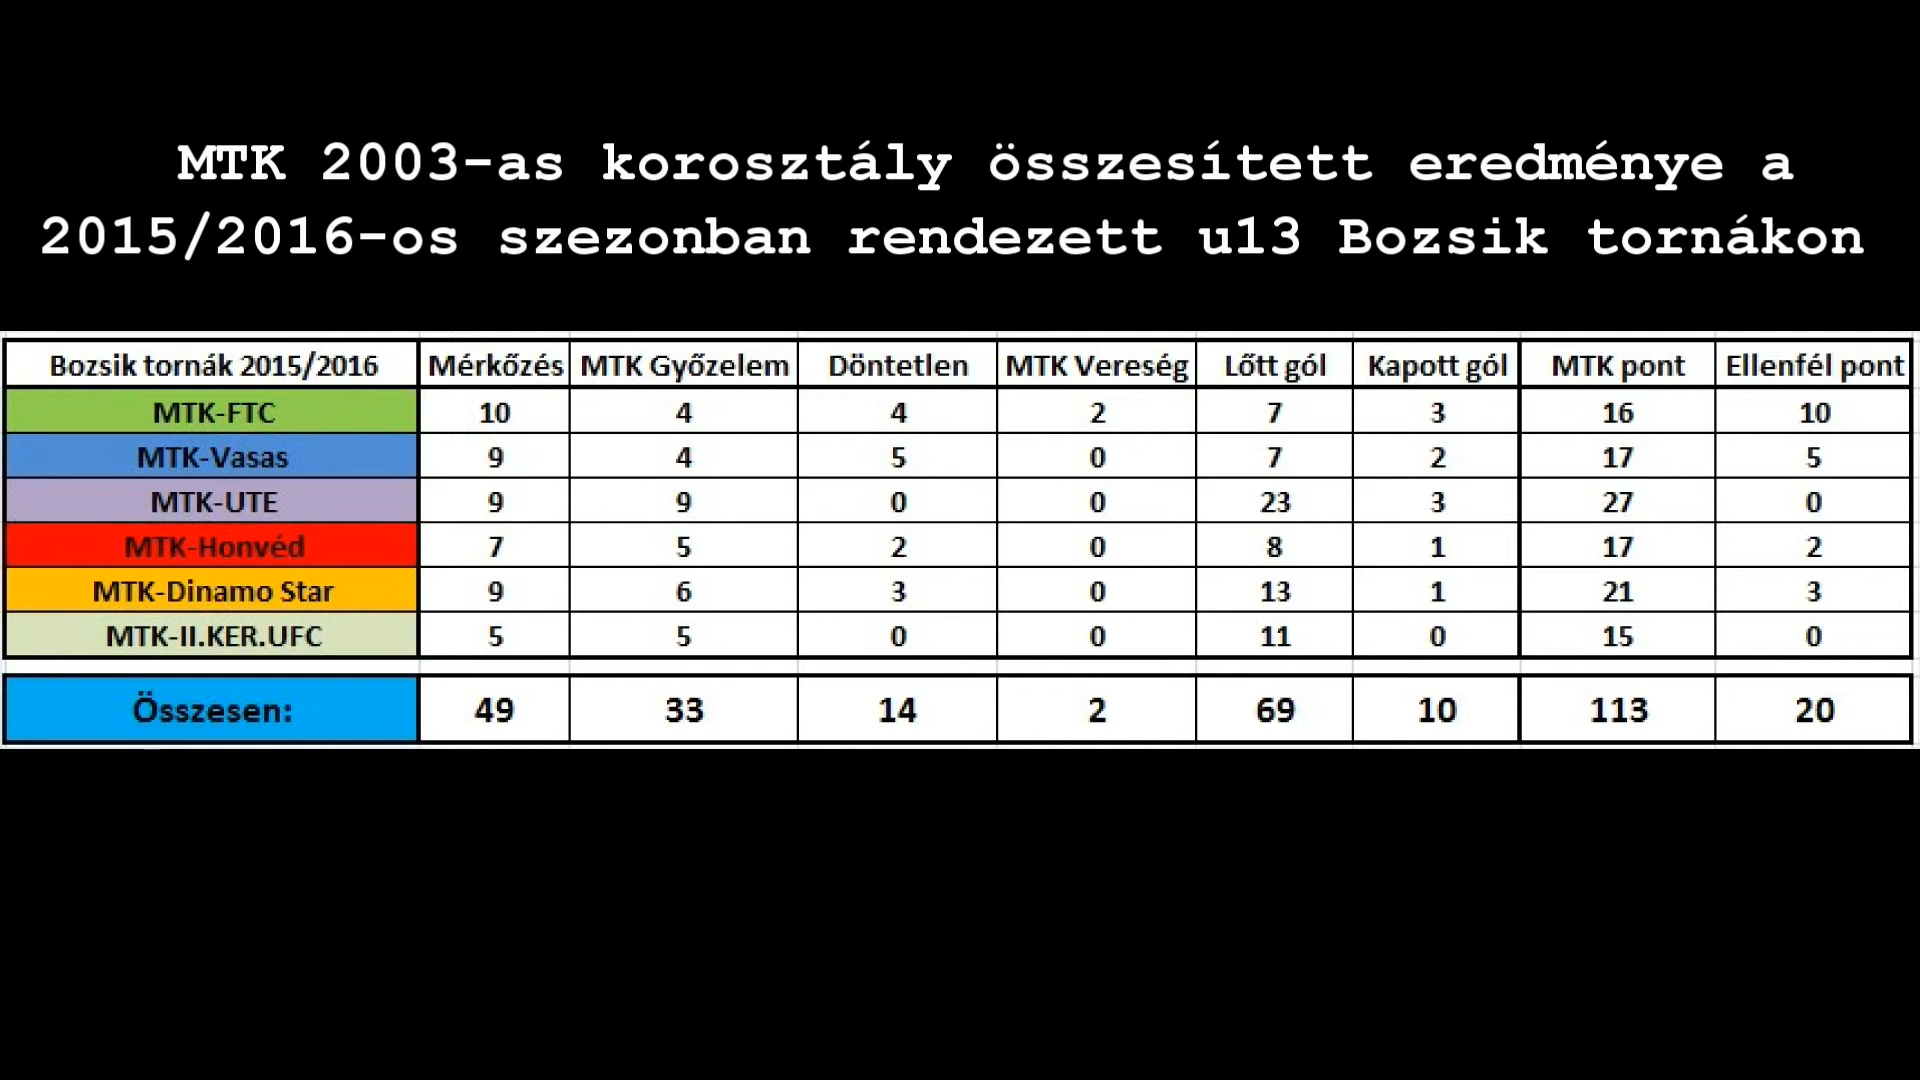 MTK 2003-as korosztály összesített eredménye a
2015/2016-os szezonban rendezett u13 Bozsik tornákon
Bozsik tornák 2015/2016 Mérkőzés MTK Győzelem Döntetlen MTK Vereség Lőtt gól Kapott gól MTK pont Ellenfél pont
MTK-FTC 10 4 4 2 7 3 16 10
MTK-Vasas 9 4 5 0 7 2 17 5
MTK-UTE 9 9 0 0 23 3 27 0
MTK-Honvéd 7 5 2 0 8 1 17 2
MTK-Dinamo Star 9 6 3 0 13 1 21 3
MTK-II.KER.UFC 5 5 0 0 11 0 15 0
Összesen: 49 33 14 2 69 10 113 20